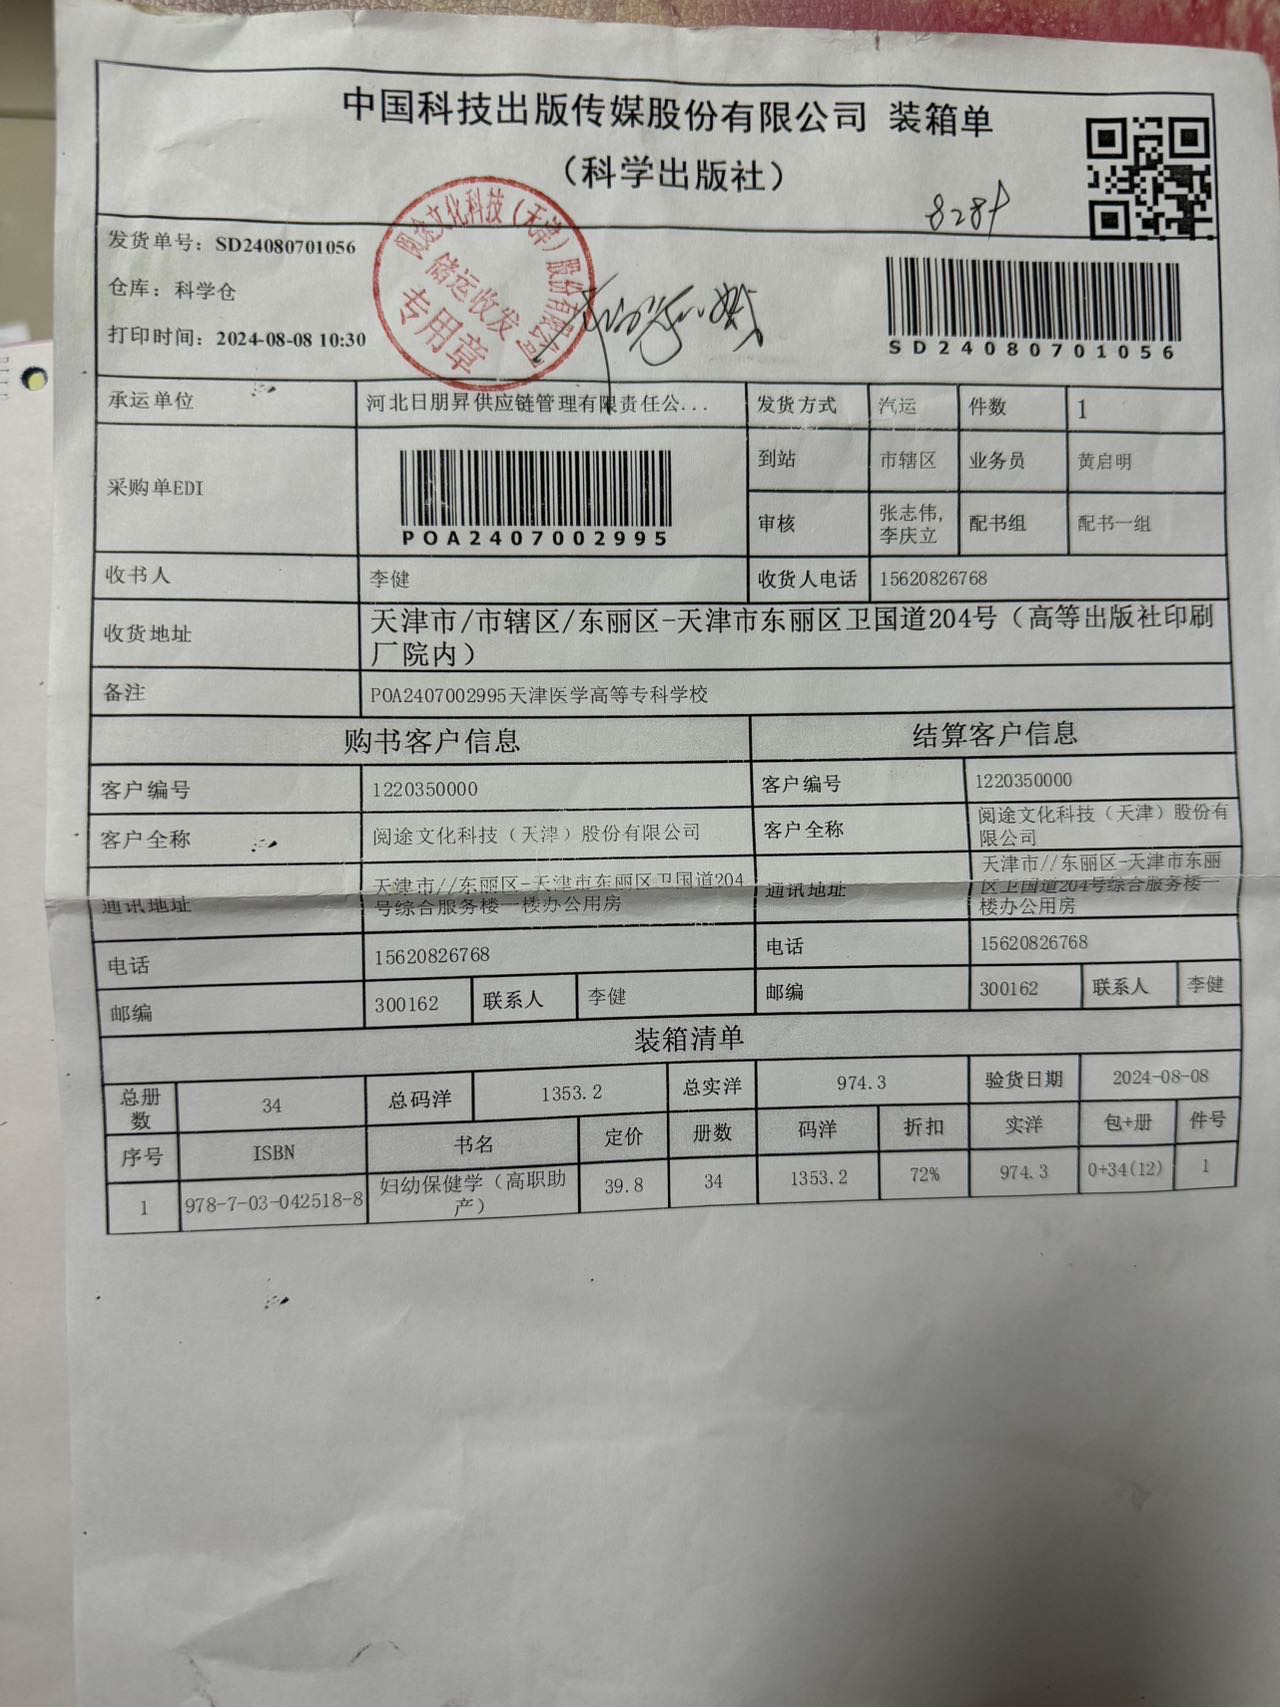 中国科技出版传媒股份有限公司 装箱单
（科学出版社）
828
发货单号：SD24080701056
仓库：科学仓
打印时间：2024-08-08 10:30
阅途文化科技（天津）股份有限公司
储运收发
专用章
SD24080701056
承运单位 河北日朋昇供应链管理有限责任公... 发货方式 汽运 件数 1
采购单EDI POA2407002995
到站 市辖区 业务员 黄启明
审核 张志伟, 李庆立 配书组 配书一组
收书人 李健 收货人电话 15620826768
收货地址 天津市/市辖区/东丽区-天津市东丽区卫国道204号（高等出版社印刷
厂院内）
备注 POA2407002995天津医学高等专科学校
购书客户信息 结算客户信息
客户编号 1220350000 客户编号 1220350000
客户全称 阅途文化科技（天津）股份有限公司 客户全称 阅途文化科技（天津）股份有
限公司
通讯地址 天津市//东丽区-天津市东丽区卫国道204
号综合服务楼一楼办公用房
通讯地址 天津市//东丽区-天津市东丽
区卫国道204号综合服务楼一
楼办公用房
电话 15620826768 电话 15620826768
邮编 300162 联系人 李健 邮编 300162 联系人 李健
装箱清单
总册数 34 总码洋 1353.2 总实洋 974.3 验货日期 2024-08-08
序号 ISBN 书名 定价 册数 码洋 折扣 实洋 包+册 件号
1 978-7-03-042518-8 妇幼保健学（高职助
产） 39.8 34 1353.2 72% 974.3 0+34(12) 1